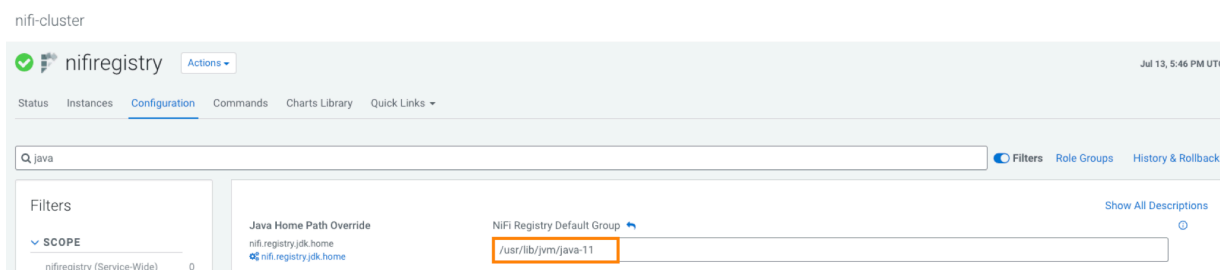 nifi-cluster
nifiregistry Actions
Jul 13, 5:46 PM UT
Status Instances Configuration Commands Charts Library Quick Links
java
Filters Role Groups History & Rollback
Filters
Show All Descriptions
Java Home Path Override NiFi Registry Default Group
SCOPE
nifi.registry.jdk.home
/usr/lib/jvm/java-11
nifi.registry.jdk.home
nifiregistry (Service-Wide) 0